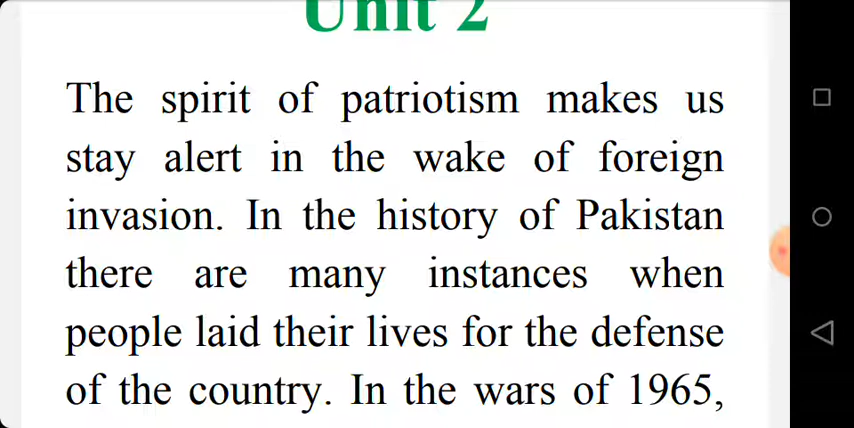 Unit 2
The spirit of patriotism makes us
stay alert in the wake of foreign
invasion. In the history of Pakistan
there are many instances when
people laid their lives for the defense
of the country. In the wars of 1965,